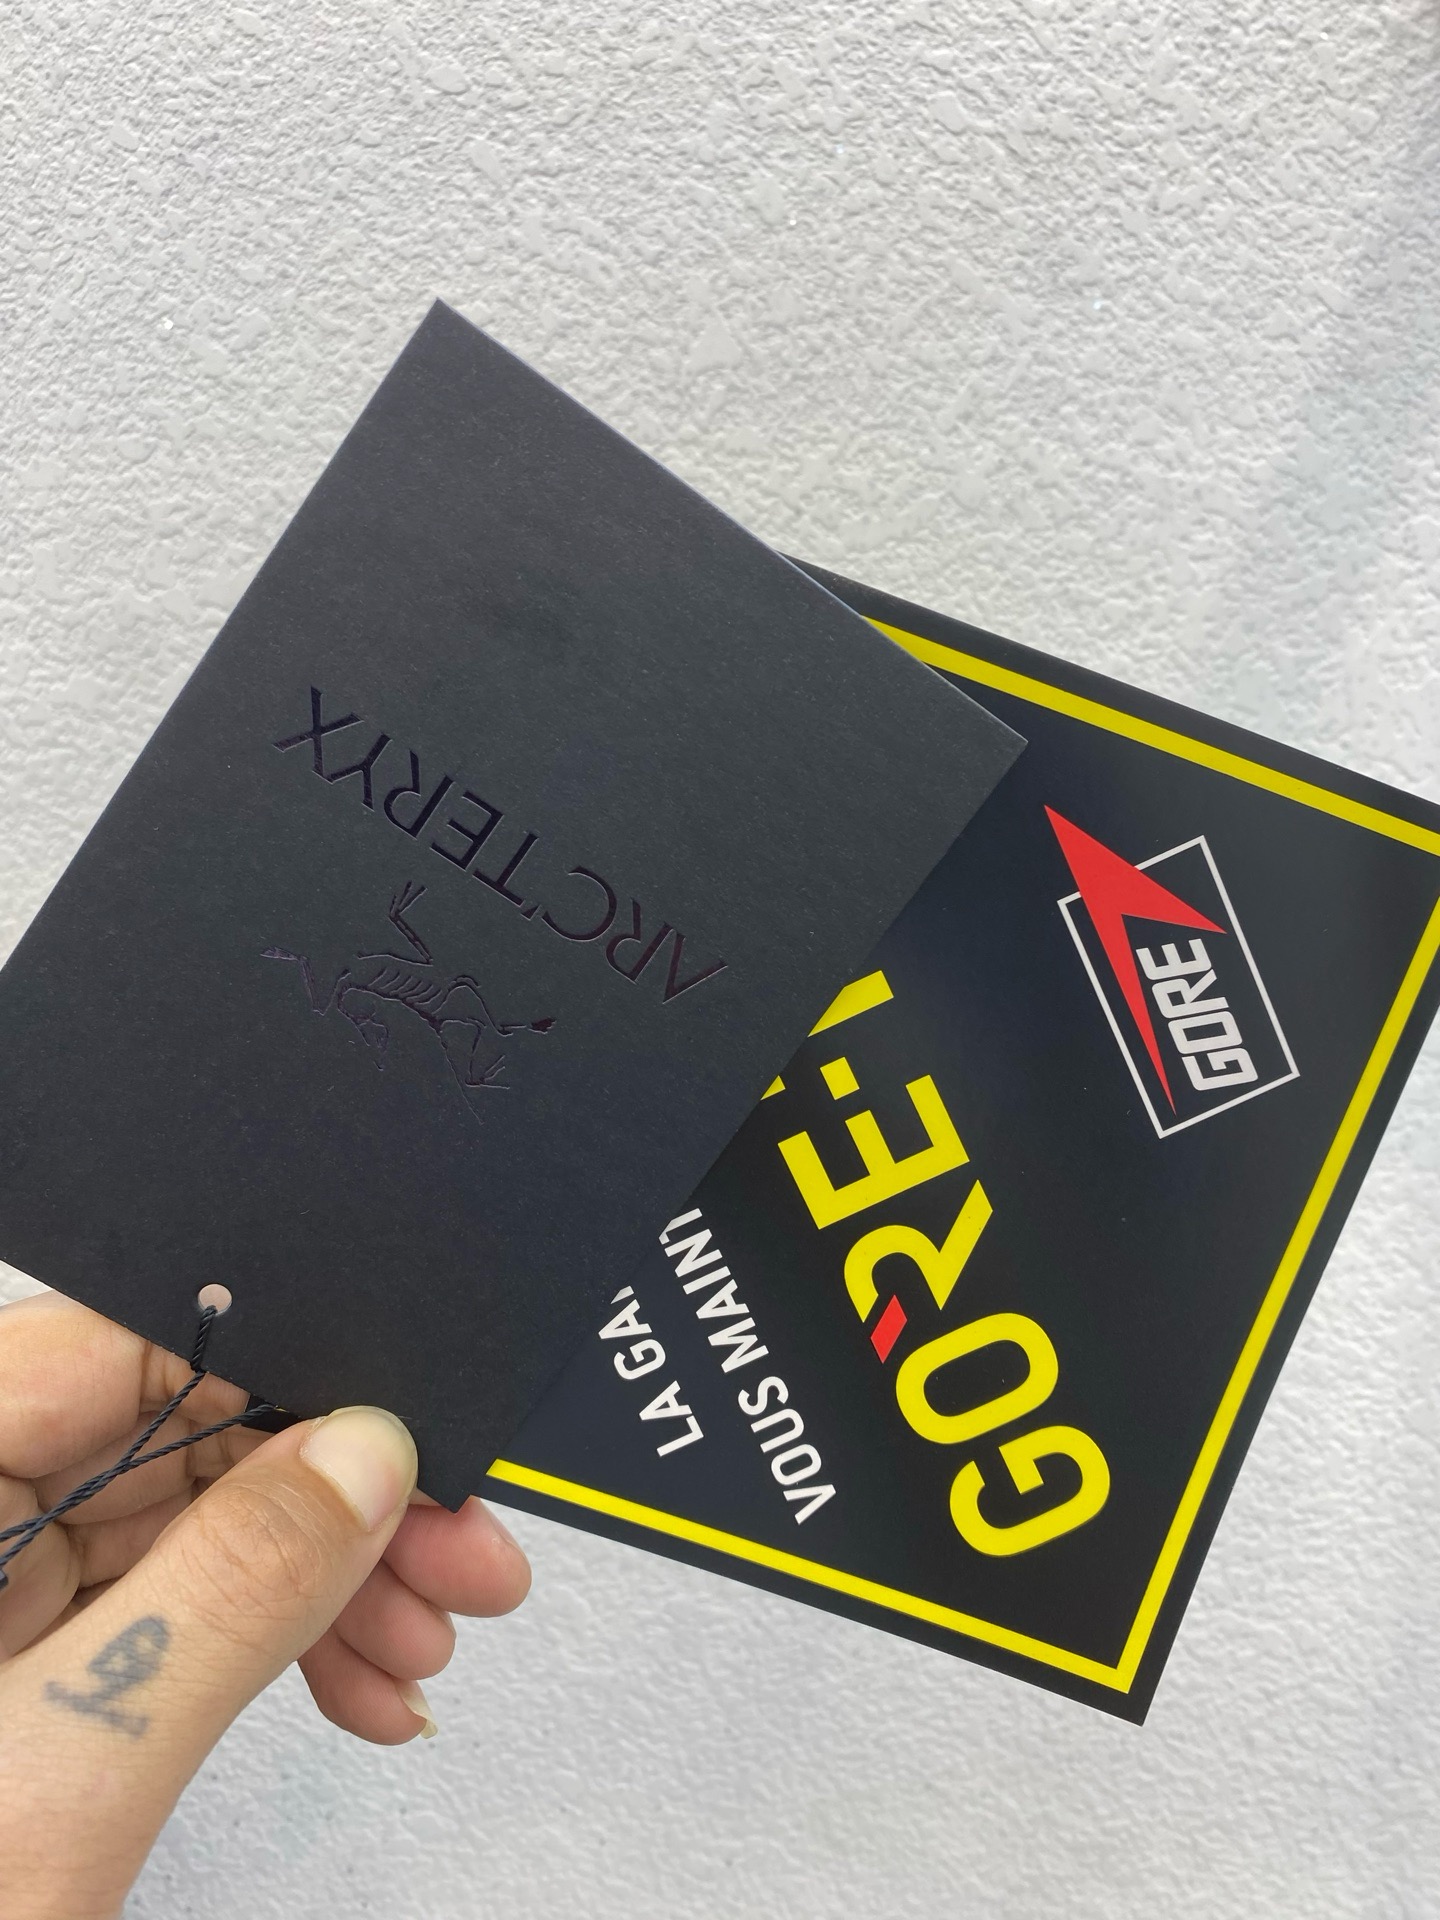 ARC'TERYX
LA GA
VOUS MAINT
GORE-T
GORE